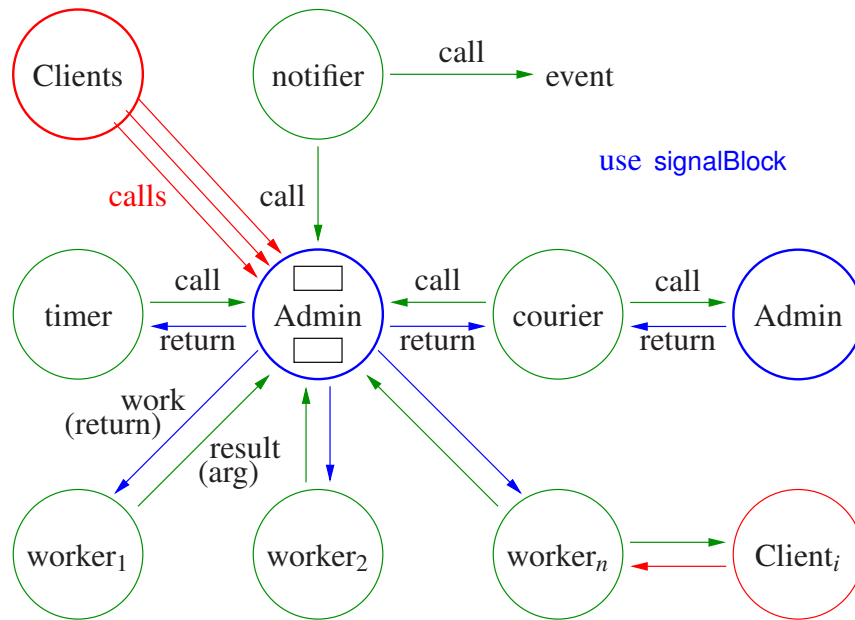 Clients
notifier
call
event
use signalBlock
calls
call
timer
call
return
Admin
call
return
courier
call
return
Admin
work
(return)
result
(arg)
worker₁
worker₂
workerₙ
Clientᵢ